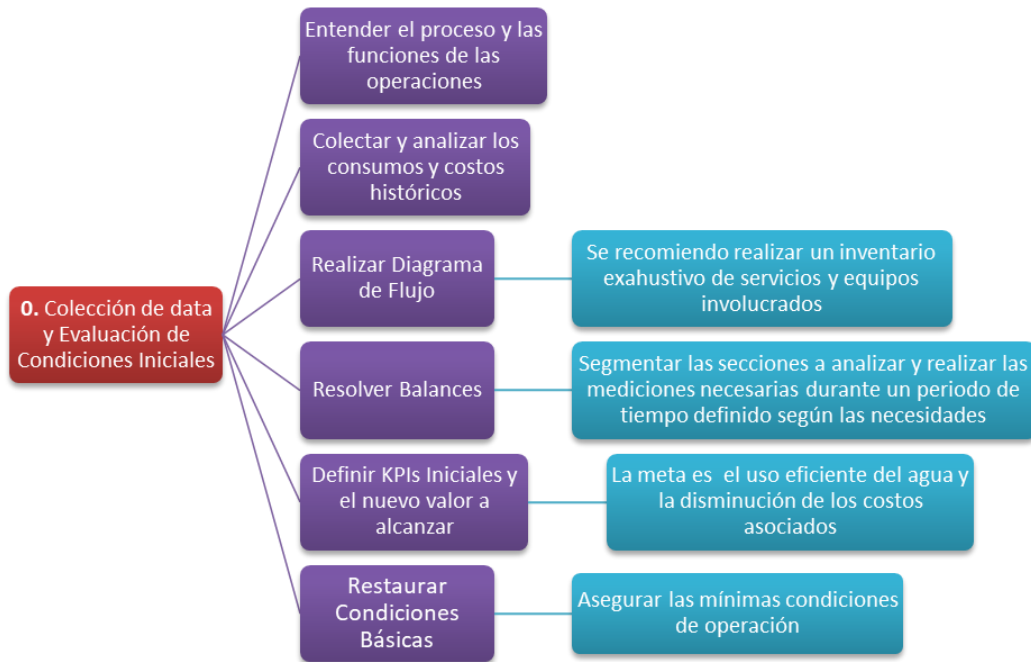 Entender el proceso y las
funciones de las
operaciones
Colectar y analizar los
consumos y costos
históricos
Realizar Diagrama
de Flujo
Se recomiendo realizar un inventario
exahustivo de servicios y equipos
involucrados
0. Colección de data
y Evaluación de
Condiciones Iniciales
Resolver Balances
Segmentar las secciones a analizar y realizar las
mediciones necesarias durante un periodo de
tiempo definido según las necesidades
Definir KPIs Iniciales y
el nuevo valor a
alcanzar
La meta es el uso eficiente del agua y
la disminución de los costos
asociados
Restaurar
Condiciones
Básicas
Asegurar las mínimas condiciones
de operación